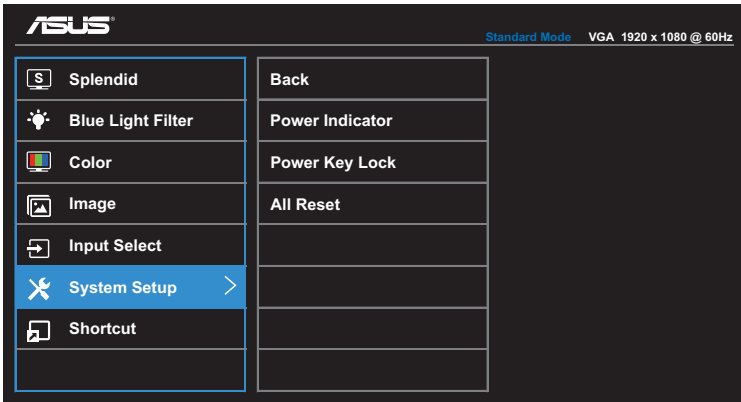 ASUS
Standard Mode VGA 1920 x 1080 @ 60Hz
S Splendid
Blue Light Filter
Color
Image
Input Select
System Setup >
Shortcut
Back
Power Indicator
Power Key Lock
All Reset